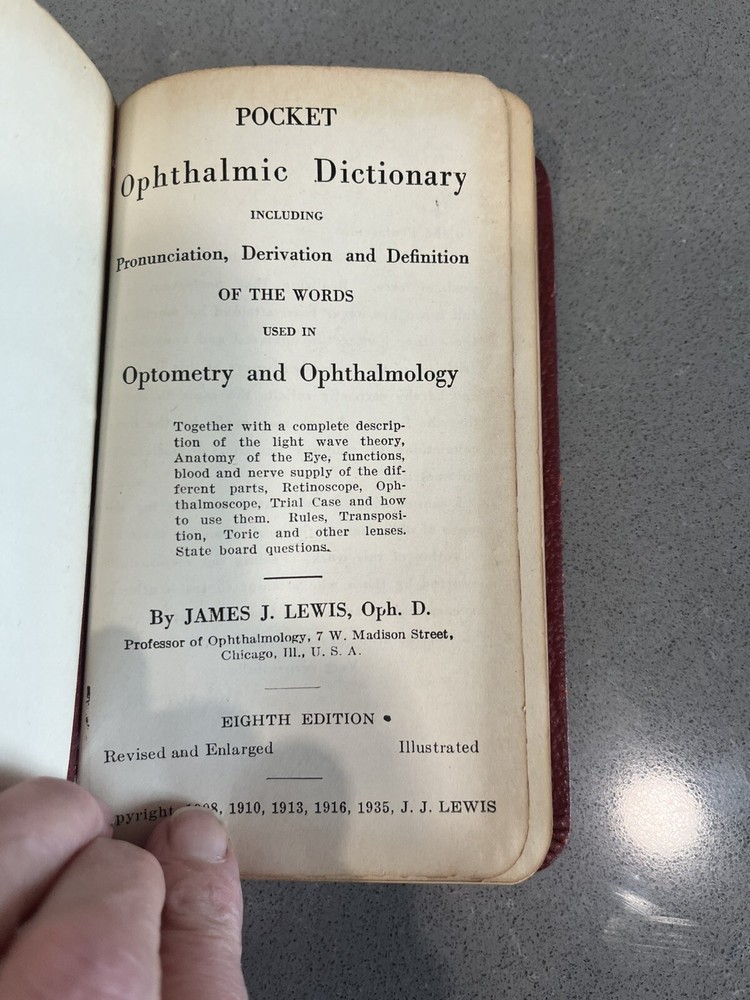 POCKET
Ophthalmic Dictionary
INCLUDING
Pronunciation, Derivation and Definition
OF THE WORDS
USED IN
Optometry and Ophthalmology
Together with a complete descrip-
tion of the light wave theory,
Anatomy of the Eye, functions,
blood and nerve supply of the dif-
ferent parts, Retinoscope, Oph-
thalmoscope, Trial Case and how
to use them. Rules, Transposi-
tion, Toric and other lenses.
State board questions.
By JAMES J. LEWIS, Oph. D.
Professor of Ophthalmology, 7 W. Madison Street,
Chicago, Ill., U. S. A.
EIGHTH EDITION
Revised and Enlarged Illustrated
pyright 1910, 1913, 1916, 1935, J. J. LEWIS